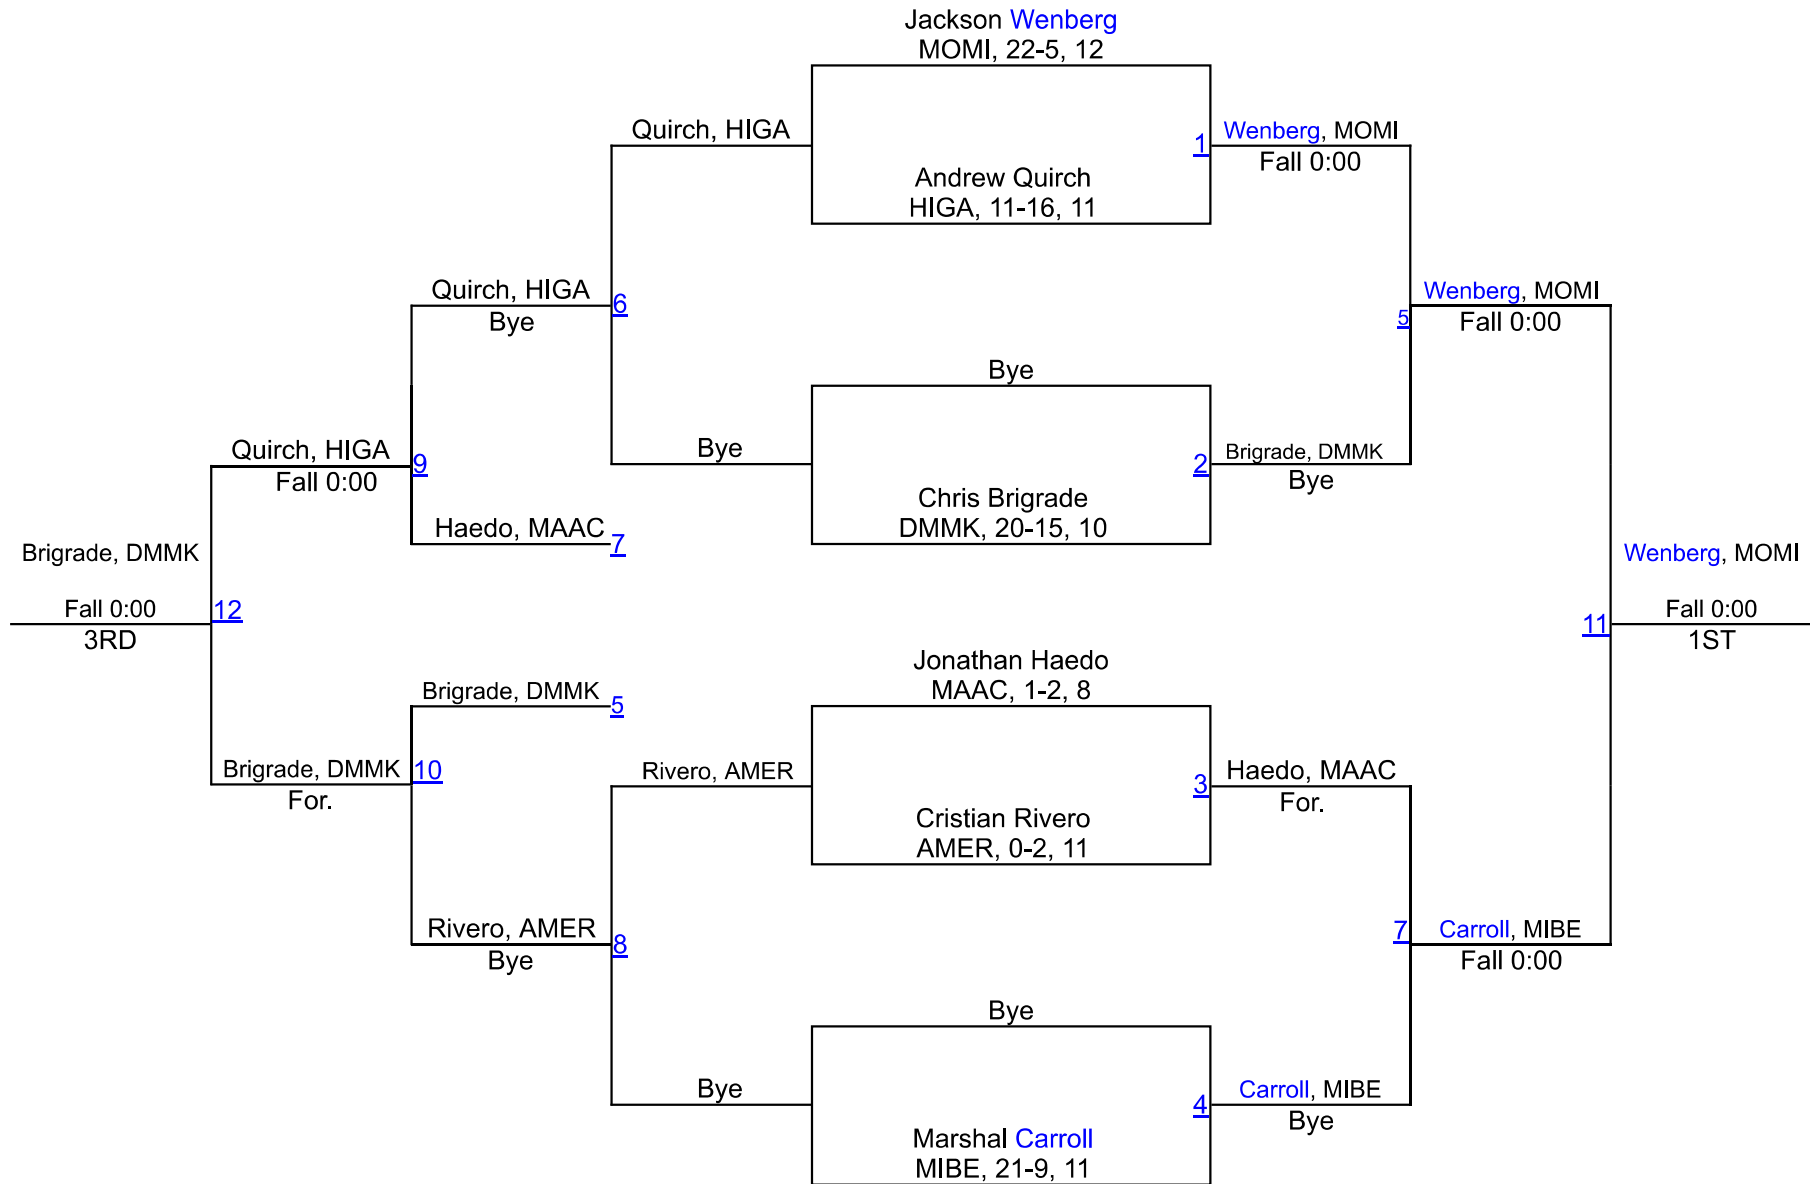 Jackson Wenberg
MOMI, 22-5, 12
Quirch, HIGA
1
Wenberg, MOMI
Fall 0:00
Andrew Quirch
HIGA, 11-16, 11
Quirch, HIGA
Bye
6
5
Wenberg, MOMI
Fall 0:00
Bye
Quirch, HIGA
Fall 0:00
9
Bye
2
Brigrade, DMMK
Bye
Chris Brigrade
DMMK, 20-15, 10
Haedo, MAAC
7
Brigrade, DMMK
Fall 0:00
3RD
12
11
Wenberg, MOMI
Fall 0:00
1ST
Jonathan Haedo
MAAC, 1-2, 8
Brigrade, DMMK
5
Brigrade, DMMK
For.
10
Rivero, AMER
3
Haedo, MAAC
For.
Cristian Rivero
AMER, 0-2, 11
Rivero, AMER
Bye
8
7
Carroll, MIBE
Fall 0:00
Bye
Bye
4
Carroll, MIBE
Bye
Marshal Carroll
MIBE, 21-9, 11